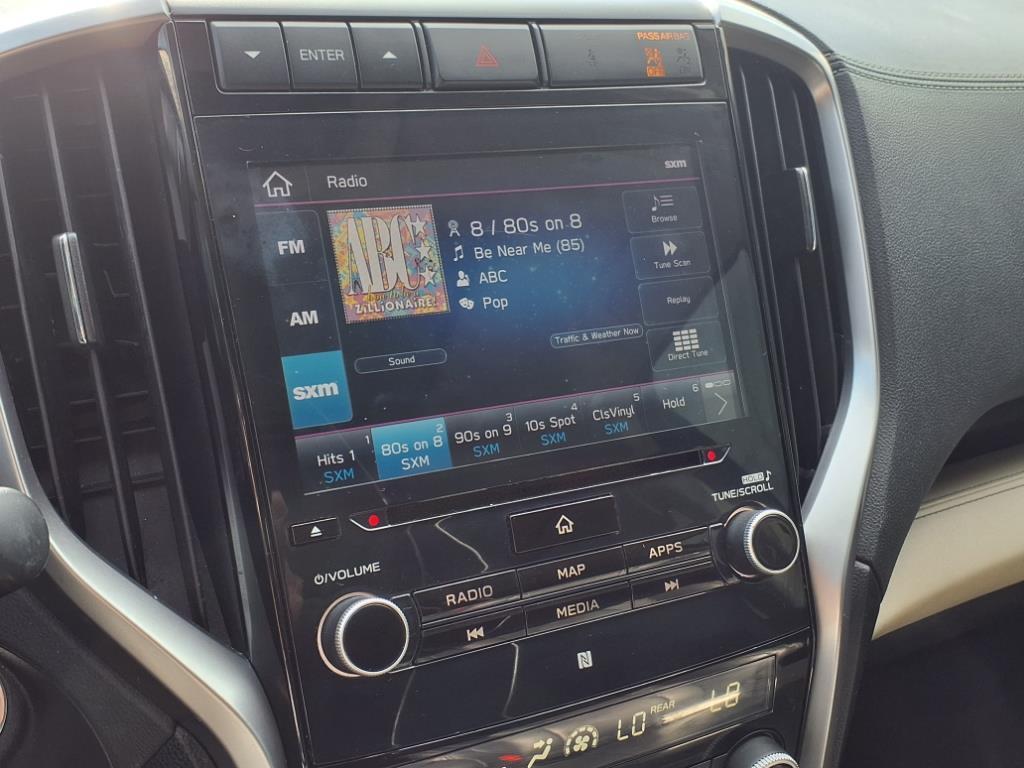 ENTER
PASS AIR BAG
Radio
sxm
FM
AM
sxm
ABC
ZILLIONAIRE!
8 / 80s on 8
Be Near Me (85)
ABC
Pop
Browse
Tune Scan
Replay
Direct Tune
Sound
Traffic & Weather Now
Hits 1 1
SXM
80s on 8 2
SXM
90s on 9 3
SXM
10s Spot 4
SXM
ClsVinyl 5
SXM
Hold 6
HOLD
TUNE/SCROLL
VOLUME
RADIO
MAP
APPS
MEDIA
N
LO
REAR
L8